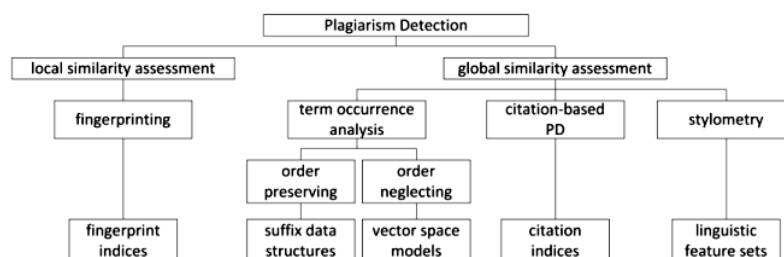 Plagiarism Detection
local similarity assessment
global similarity assessment
fingerprinting
term occurrence
analysis
citation-based
PD
stylometry
order
preserving
order
neglecting
fingerprint
indices
suffix data
structures
vector space
models
citation
indices
linguistic
feature sets